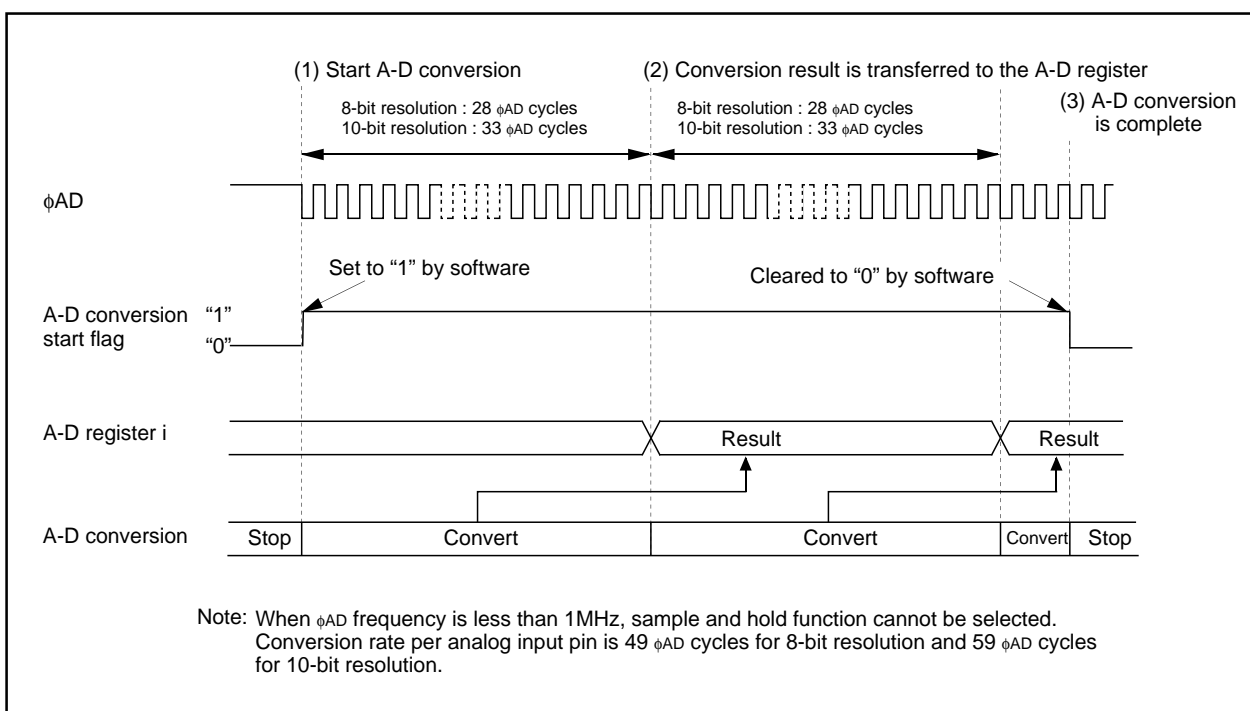 (1) Start A-D conversion
(2) Conversion result is transferred to the A-D register
8-bit resolution : 28 φAD cycles
10-bit resolution : 33 φAD cycles
8-bit resolution : 28 φAD cycles
10-bit resolution : 33 φAD cycles
(3) A-D conversion
is complete
φAD
Set to “1” by software
Cleared to “0” by software
A-D conversion “1”
start flag “0”
A-D register i
Result
Result
A-D conversion
Stop
Convert
Convert
Convert
Stop
Note: When φAD frequency is less than 1MHz, sample and hold function cannot be selected.
Conversion rate per analog input pin is 49 φAD cycles for 8-bit resolution and 59 φAD cycles
for 10-bit resolution.